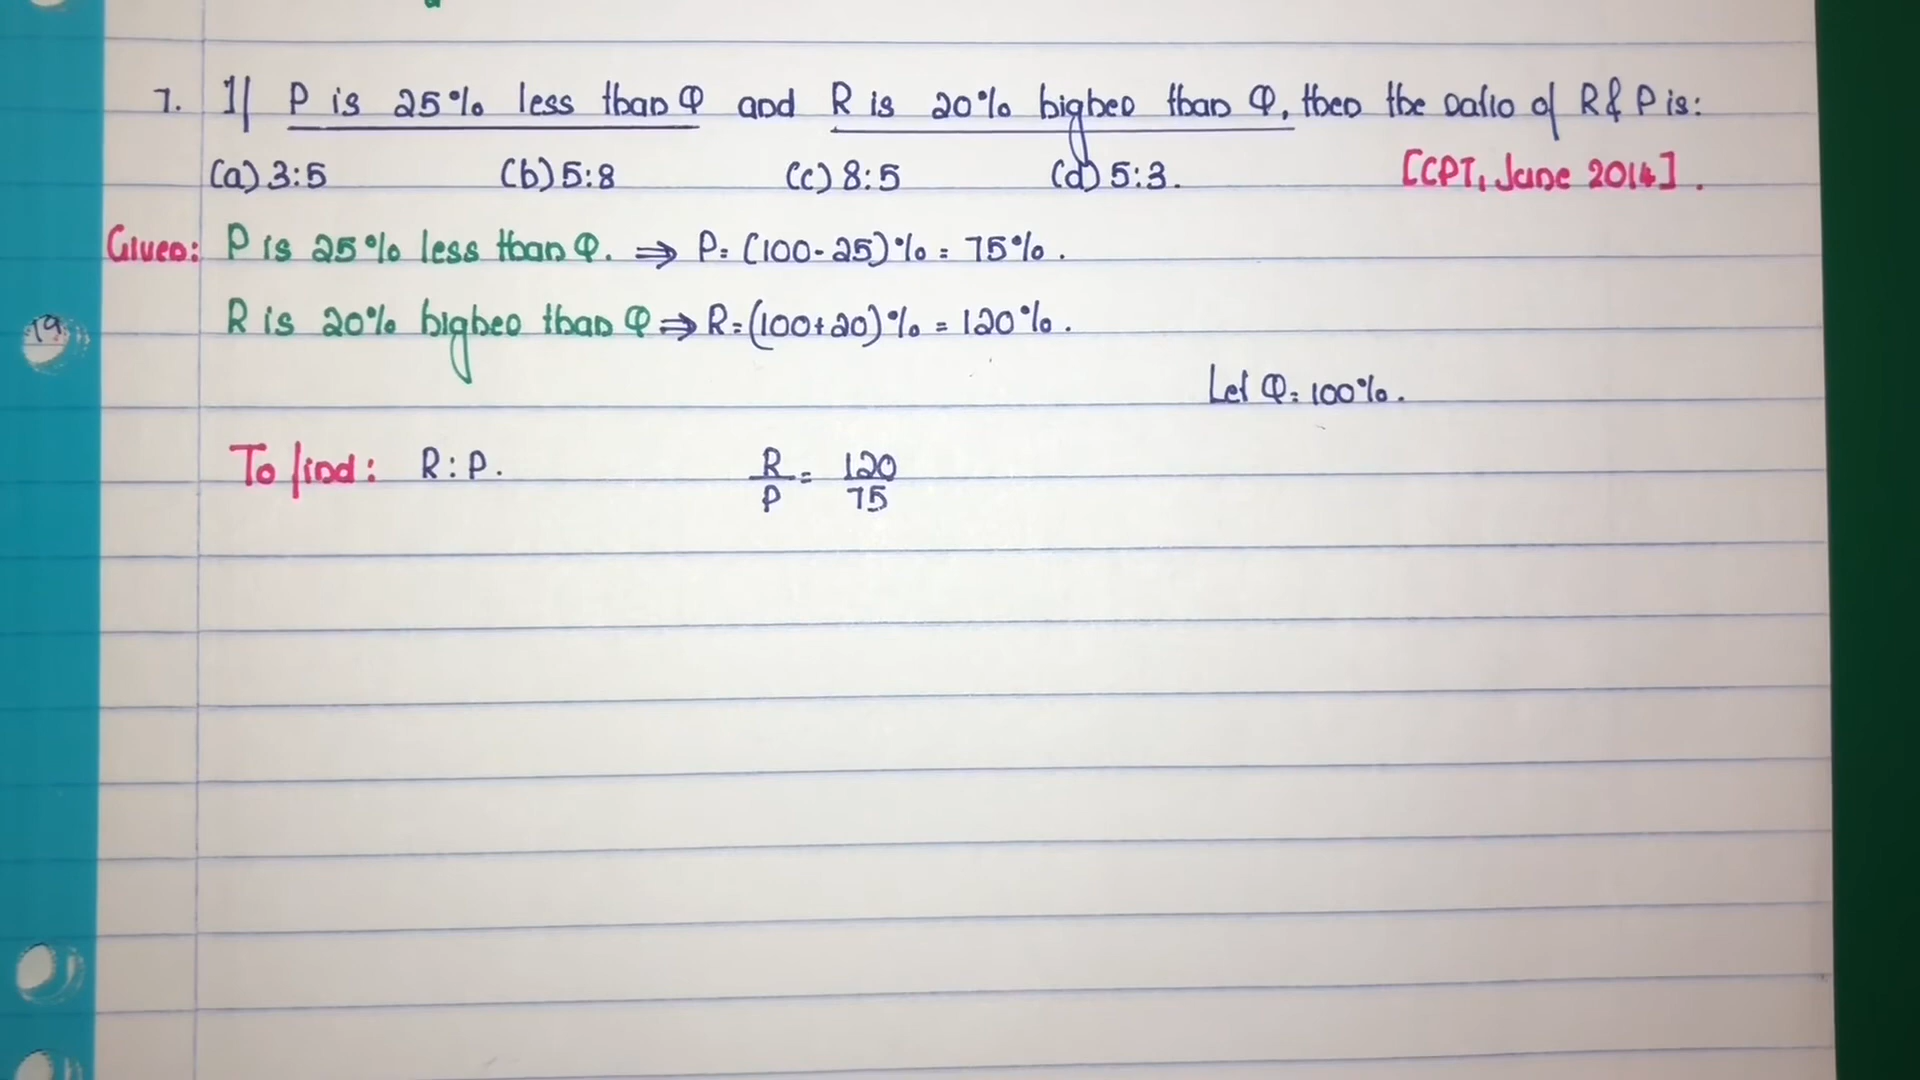 7. If P is 25% less than Q and R is 20% higher than Q, then the ratio of R & P is:
(a) 3:5 (b) 5:8 (c) 8:5 (d) 5:3. [CPT, June 2014].
Given: P is 25% less than Q. ⇒ P = (100-25)% = 75%.
R is 20% higher than Q ⇒ R = (100+20)% = 120%.
Let Q = 100%.
To find: R:P. R/P = 120/75